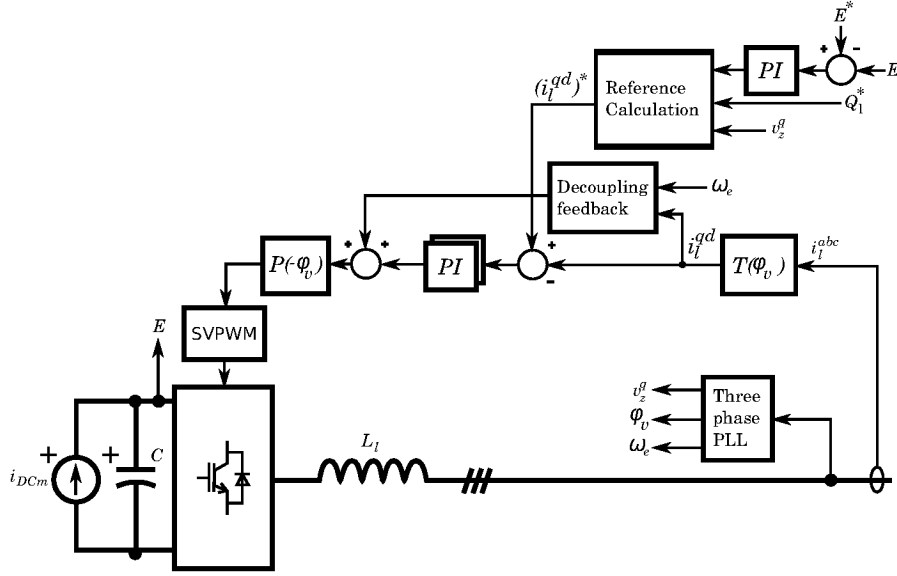 E*
+
-
PI
E
(i_l^{qd})*
Reference
Calculation
Q_1^*
v_z^q
Decoupling
feedback
ω_e
+
+
+
-
P(-φ_v)
PI
i_l^{qd}
T(φ_v)
i_l^{abc}
SVPWM
E
v_z^q
φ_v
ω_e
Three
phase
PLL
i_{DCm}
+
+
C
L_l